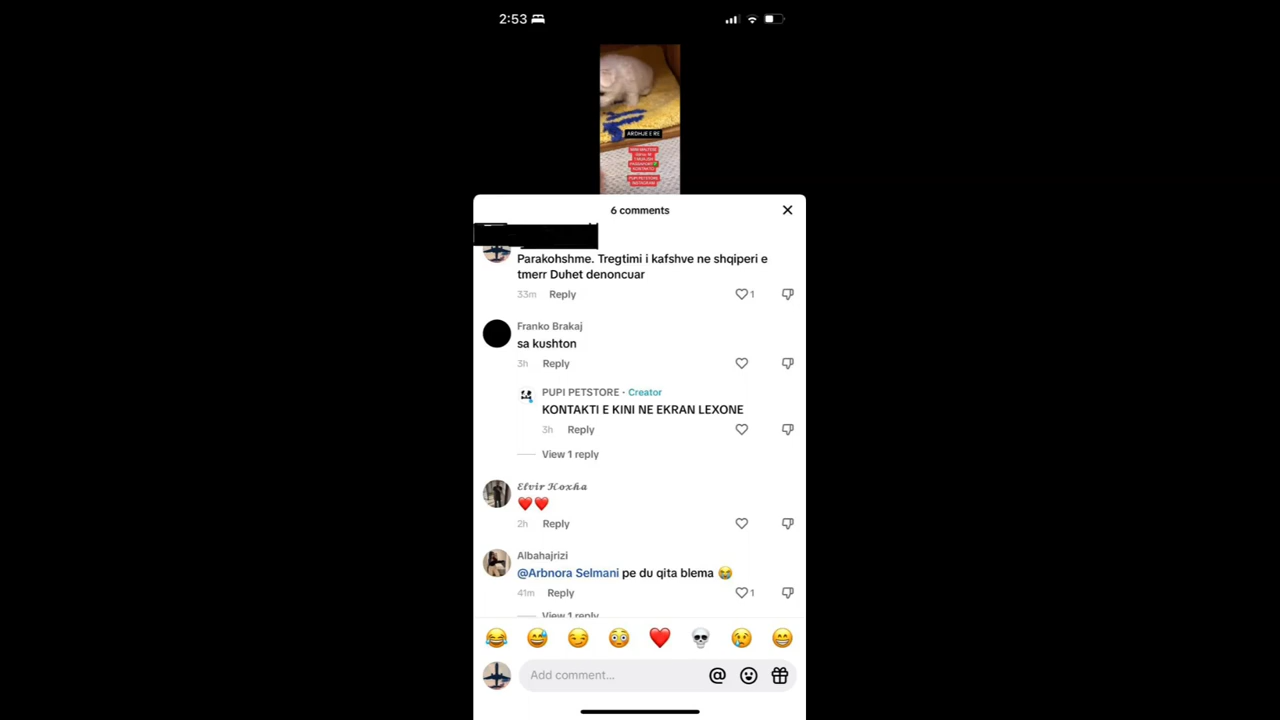 2:53
ARDHJE E RE
6 comments
Parakohshme. Tregtimi i kafshve ne shqiperi e
tmerr Duhet denoncuar
33m Reply 1
Franko Brakaj
sa kushton
3h Reply
PUPI PETSTORE · Creator
KONTAKTI E KINI NE EKRAN LEXONE
3h Reply
View 1 reply
𝓔𝓵𝓿𝓲𝓻 𝓗𝓸𝔁𝓱𝓪
❤️❤️
2h Reply
Albahajrizi
@Arbnora Selmani pe du qita blema 😭
41m Reply 1
View 1 reply
Add comment...